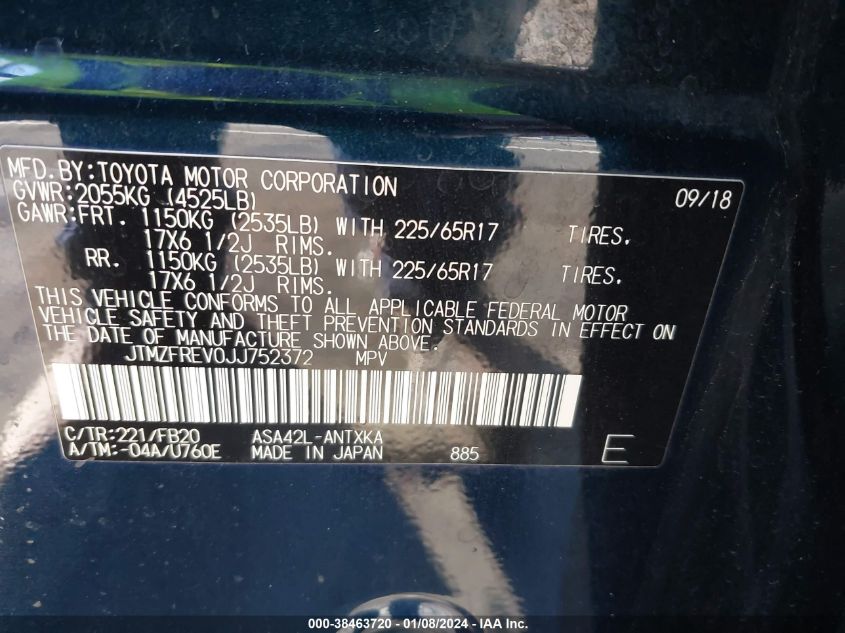 MFD.BY:TOYOTA MOTOR CORPORATION 09/18
GVWR:2055KG (4525LB)
GAWR:FRT. 1150KG (2535LB) WITH 225/65R17 TIRES.
17X6 1/2J RIMS.
RR. 1150KG (2535LB) WITH 225/65R17 TIRES.
17X6 1/2J RIMS.
THIS VEHICLE CONFORMS TO ALL APPLICABLE FEDERAL MOTOR
VEHICLE SAFETY AND THEFT PREVENTION STANDARDS IN EFFECT ON
THE DATE OF MANUFACTURE SHOWN ABOVE.
JTMZFREV0JJ752372 MPV
C/TR:221/FB20 ASA42L-ANTXKA
A/TM:-04A/U760E MADE IN JAPAN 885 E
000-38463720 - 01/08/2024 - IAA Inc.